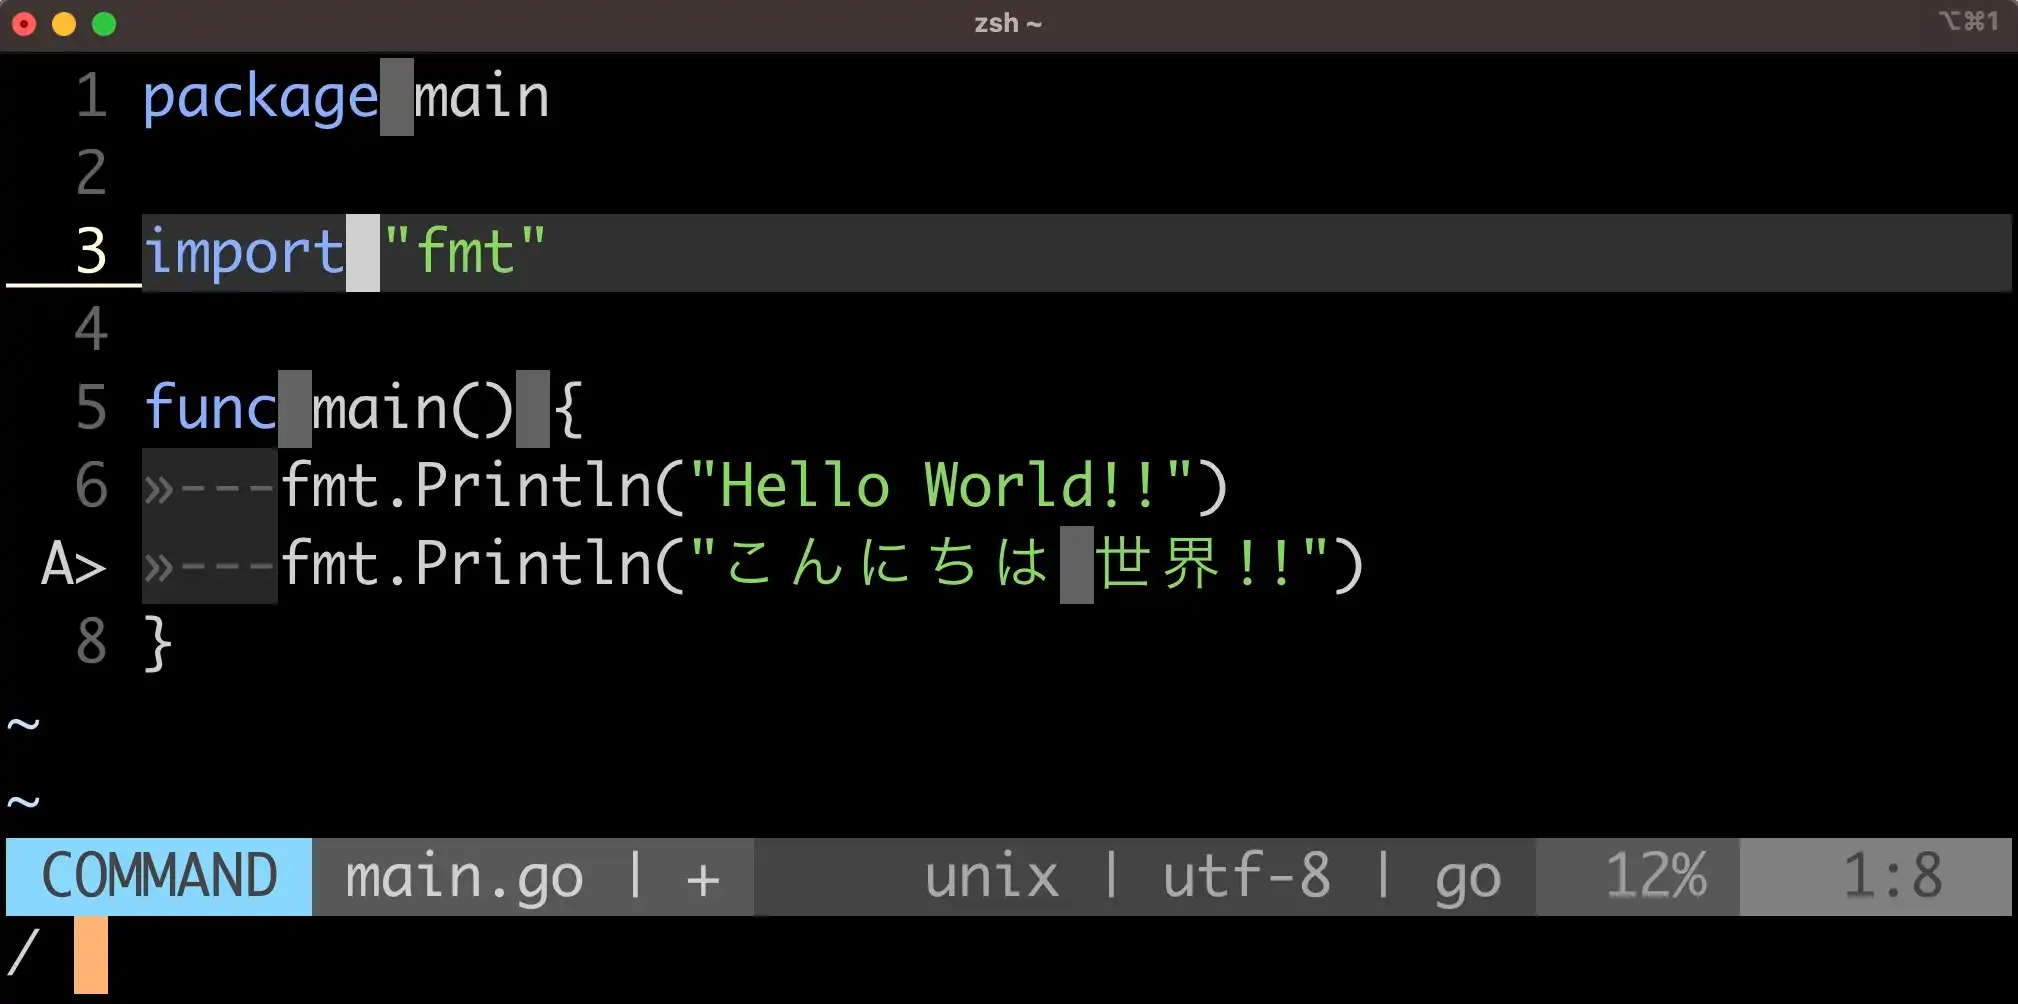 zsh ~ ⌥⌘1
1 package main
2
3 import "fmt"
4
5 func main() {
6 »---fmt.Println("Hello World!!")
A> »---fmt.Println("こんにちは 世界!!")
8 }
~
~
COMMAND main.go | + unix | utf-8 | go 12% 1:8
/